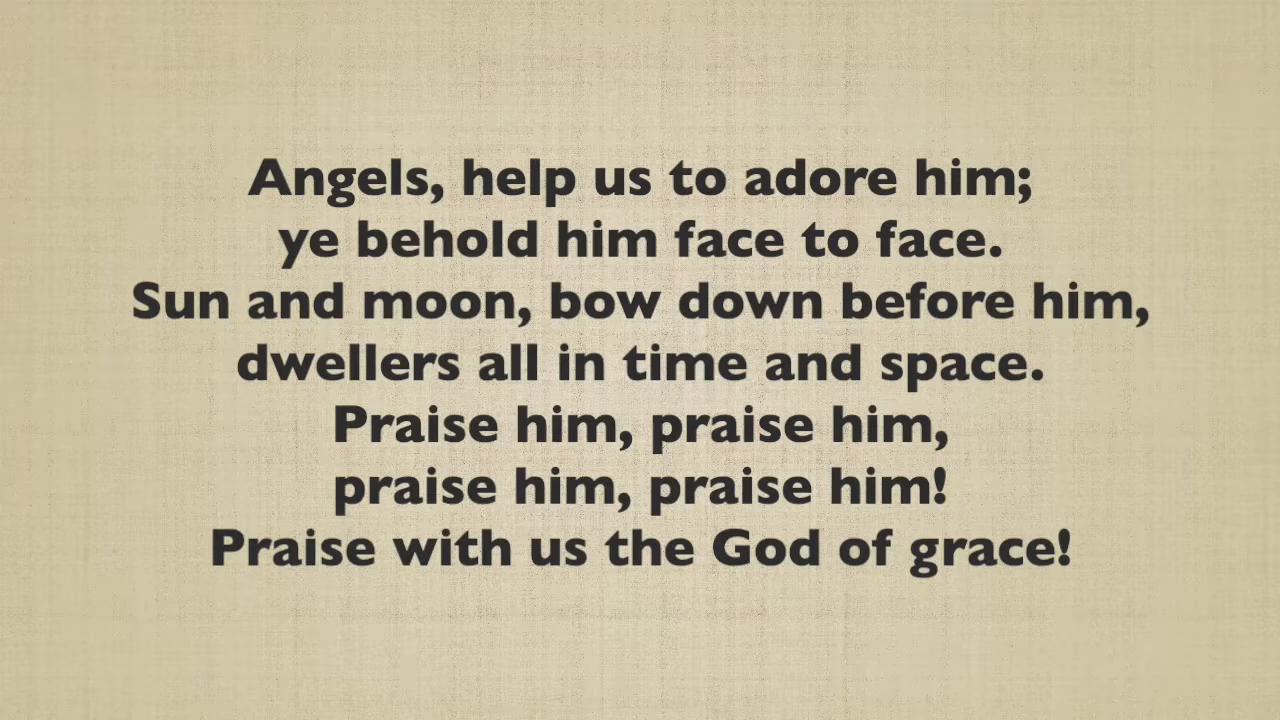 Angels, help us to adore him;
ye behold him face to face.
Sun and moon, bow down before him,
dwellers all in time and space.
Praise him, praise him,
praise him, praise him!
Praise with us the God of grace!